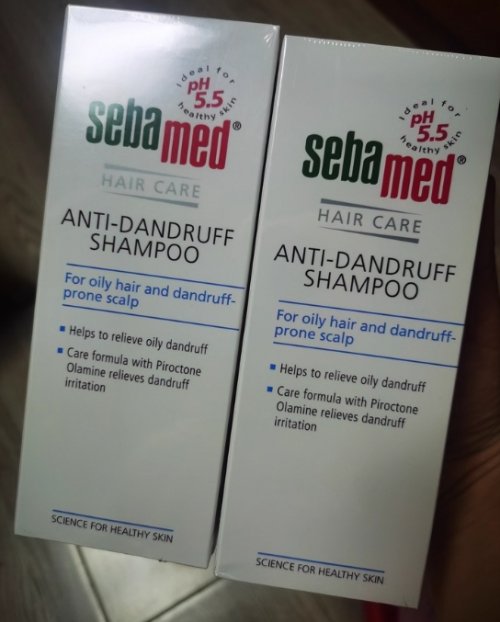 ideal for healthy skin
pH
5.5
sebamed®
HAIR CARE
ANTI-DANDRUFF
SHAMPOO
For oily hair and dandruff-
prone scalp
Helps to relieve oily dandruff
Care formula with Piroctone
Olamine relieves dandruff
irritation
SCIENCE FOR HEALTHY SKIN
ideal for healthy skin
pH
5.5
sebamed®
HAIR CARE
ANTI-DANDRUFF
SHAMPOO
For oily hair and dandruff-
prone scalp
Helps to relieve oily dandruff
Care formula with Piroctone
Olamine relieves dandruff
irritation
SCIENCE FOR HEALTHY SKIN